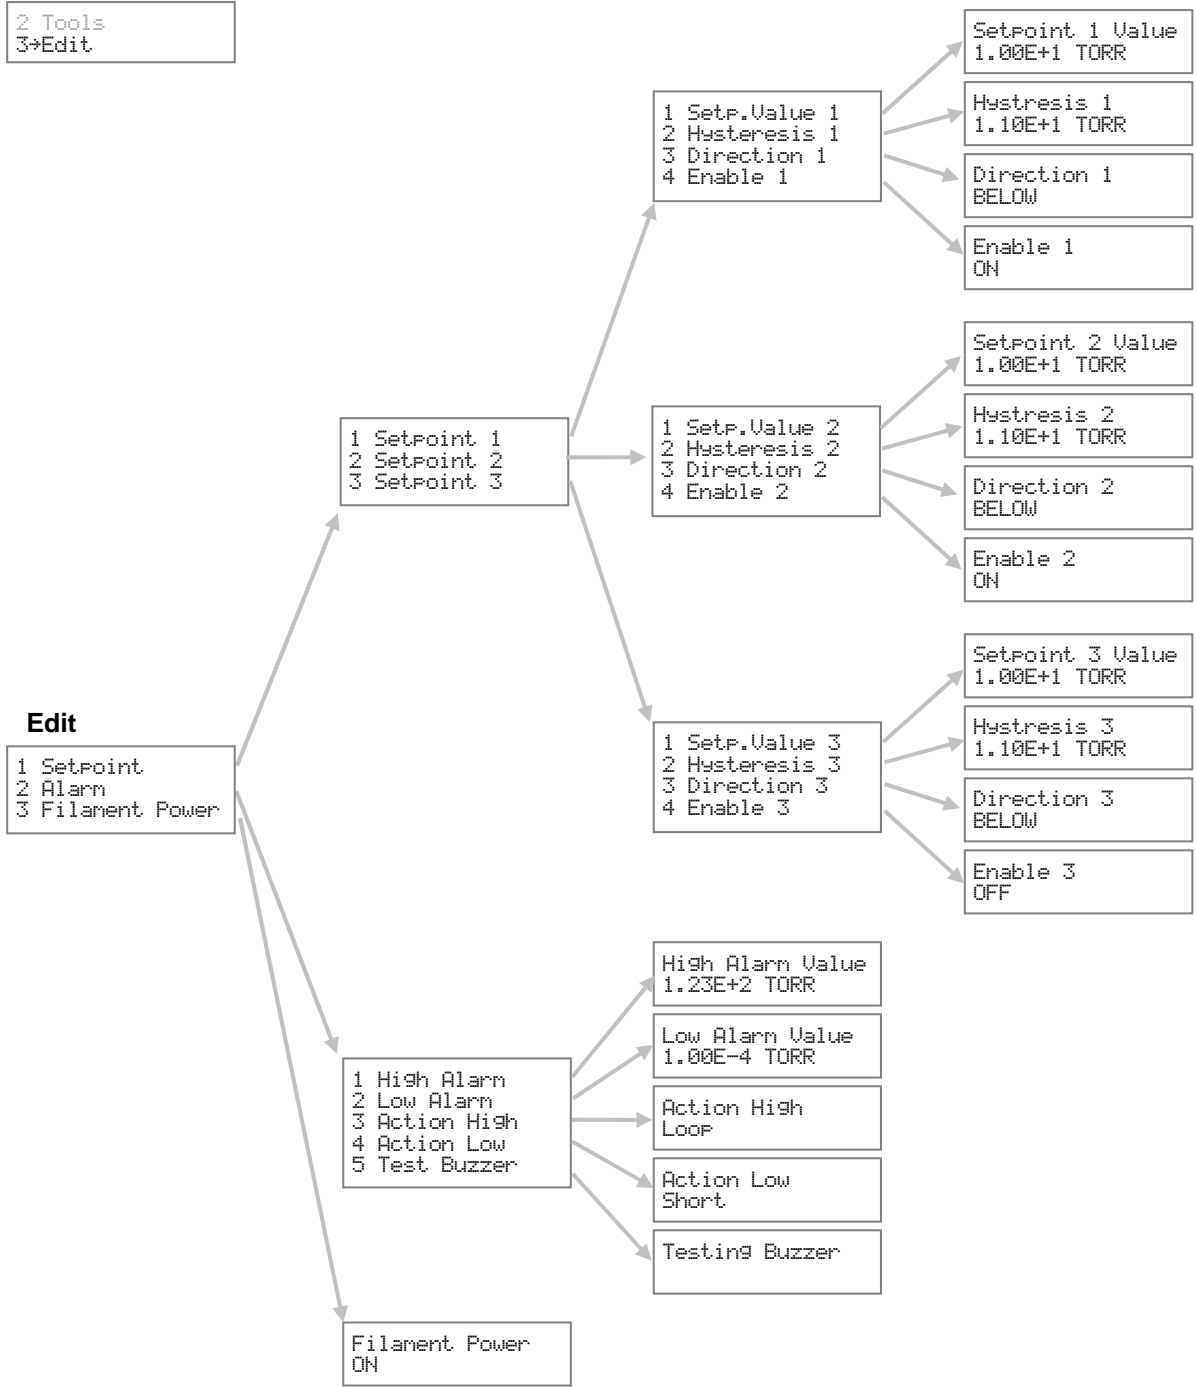 2 Tools
3→Edit
Setpoint 1 Value
1.00E+1 TORR
Hystresis 1
1.10E+1 TORR
Direction 1
BELOW
Enable 1
ON
1 Setp.Value 1
2 Hysteresis 1
3 Direction 1
4 Enable 1
Setpoint 2 Value
1.00E+1 TORR
Hystresis 2
1.10E+1 TORR
Direction 2
BELOW
Enable 2
ON
1 Setpoint 1
2 Setpoint 2
3 Setpoint 3
1 Setp.Value 2
2 Hysteresis 2
3 Direction 2
4 Enable 2
Setpoint 3 Value
1.00E+1 TORR
Hystresis 3
1.10E+1 TORR
Direction 3
BELOW
Enable 3
OFF
Edit
1 Setpoint
2 Alarm
3 Filament Power
1 Setp.Value 3
2 Hysteresis 3
3 Direction 3
4 Enable 3
High Alarm Value
1.23E+2 TORR
Low Alarm Value
1.00E-4 TORR
Action High
Loop
Action Low
Short
Testing Buzzer
1 High Alarm
2 Low Alarm
3 Action High
4 Action Low
5 Test Buzzer
Filament Power
ON